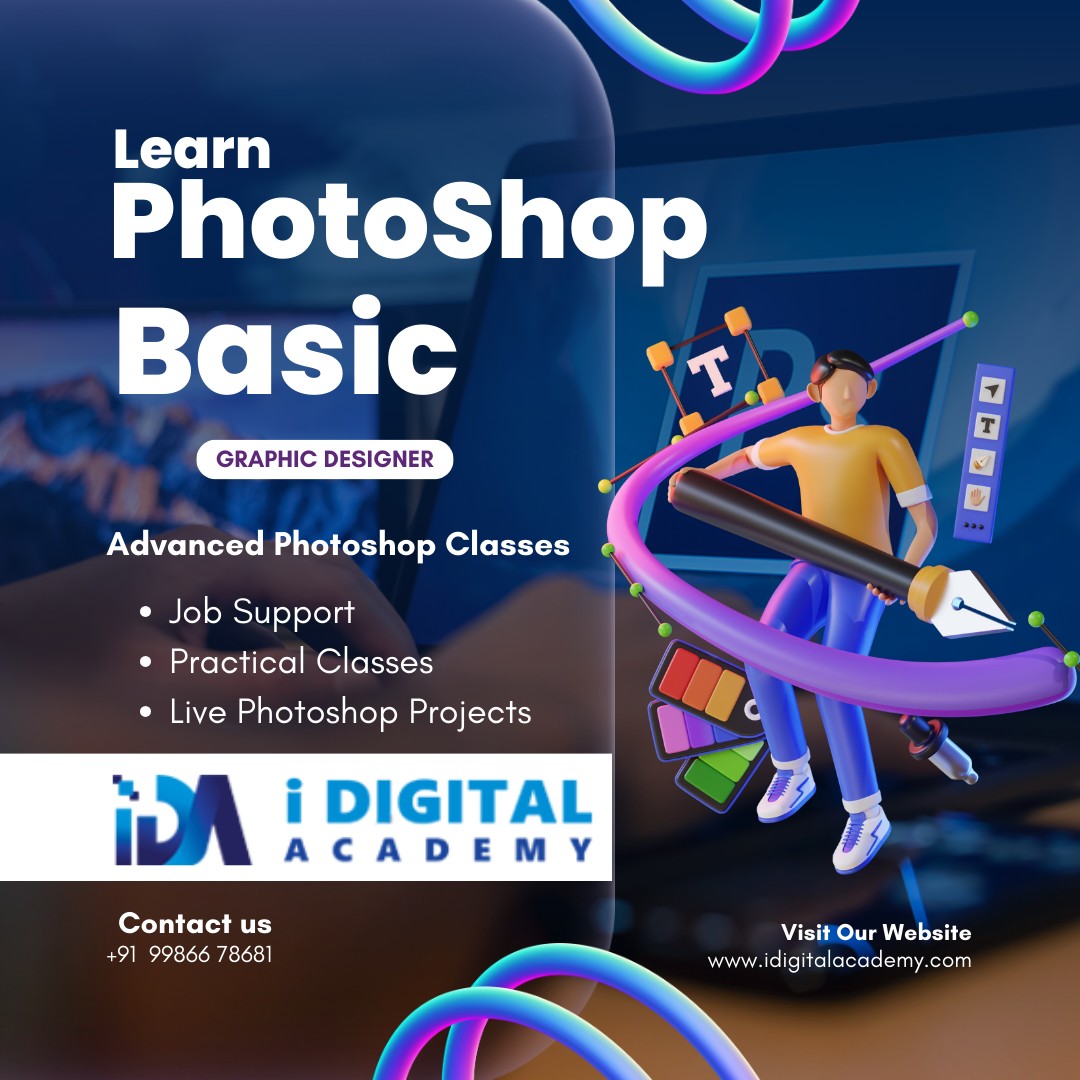 Learn
PhotoShop
Basic
GRAPHIC DESIGNER
Advanced Photoshop Classes
• Job Support
• Practical Classes
• Live Photoshop Projects
T
T
iDA
i DIGITAL
ACADEMY
Contact us
+91 99866 78681
Visit Our Website
www.idigitalacademy.com